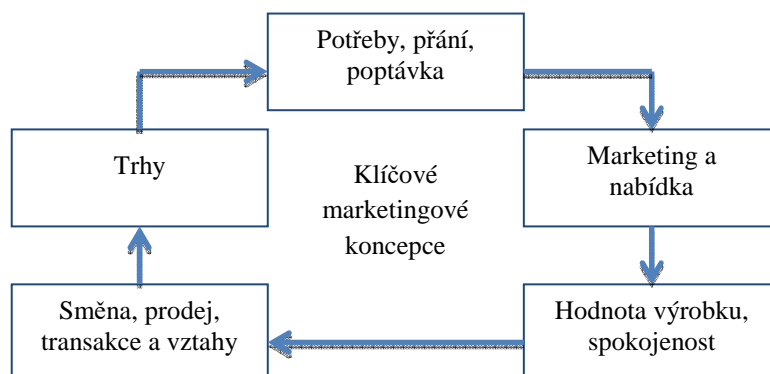 Potřeby, přání,
poptávka
Trhy
Marketing a
nabídka
Klíčové
marketingové
koncepce
Směna, prodej,
transakce a vztahy
Hodnota výrobku,
spokojenost